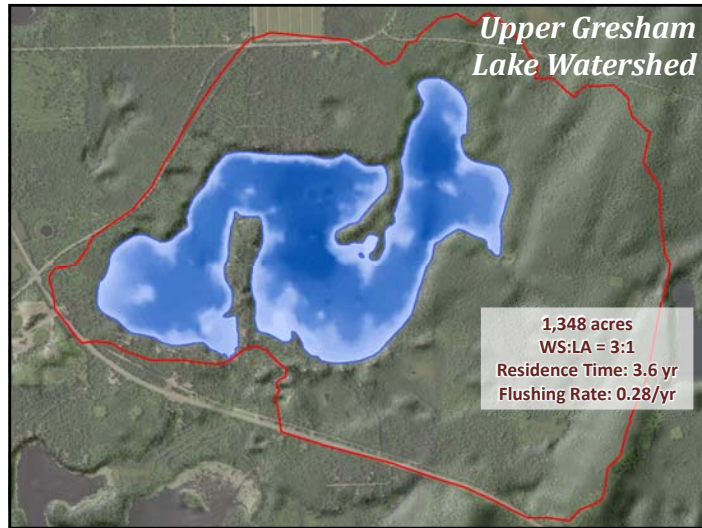 Upper Gresham
Lake Watershed
1,348 acres
WS:LA = 3:1
Residence Time: 3.6 yr
Flushing Rate: 0.28/yr